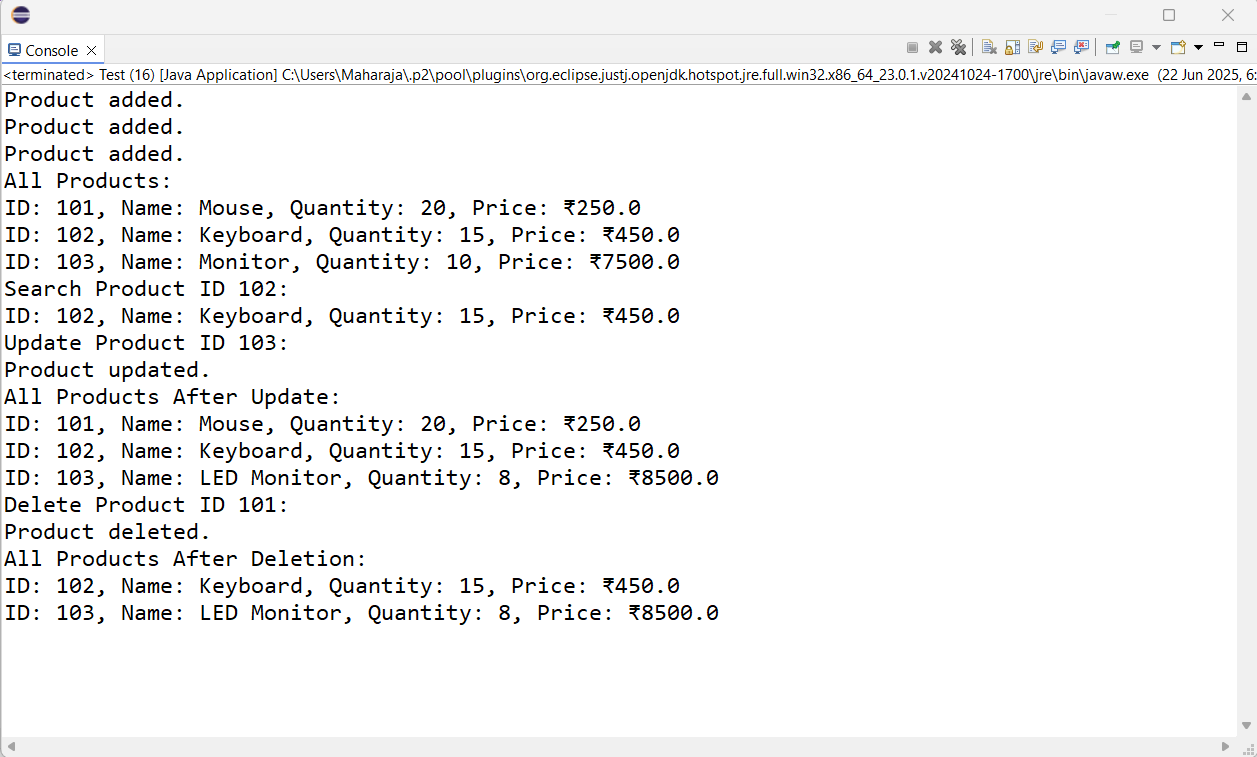 Console
<terminated> Test (16) [Java Application] C:\Users\Maharaja\.p2\pool\plugins\org.eclipse.justj.openjdk.hotspot.jre.full.win32.x86_64_23.0.1.v20241024-1700\jre\bin\javaw.exe (22 Jun 2025, 6:
Product added.
Product added.
Product added.
All Products:
ID: 101, Name: Mouse, Quantity: 20, Price: ₹250.0
ID: 102, Name: Keyboard, Quantity: 15, Price: ₹450.0
ID: 103, Name: Monitor, Quantity: 10, Price: ₹7500.0
Search Product ID 102:
ID: 102, Name: Keyboard, Quantity: 15, Price: ₹450.0
Update Product ID 103:
Product updated.
All Products After Update:
ID: 101, Name: Mouse, Quantity: 20, Price: ₹250.0
ID: 102, Name: Keyboard, Quantity: 15, Price: ₹450.0
ID: 103, Name: LED Monitor, Quantity: 8, Price: ₹8500.0
Delete Product ID 101:
Product deleted.
All Products After Deletion:
ID: 102, Name: Keyboard, Quantity: 15, Price: ₹450.0
ID: 103, Name: LED Monitor, Quantity: 8, Price: ₹8500.0